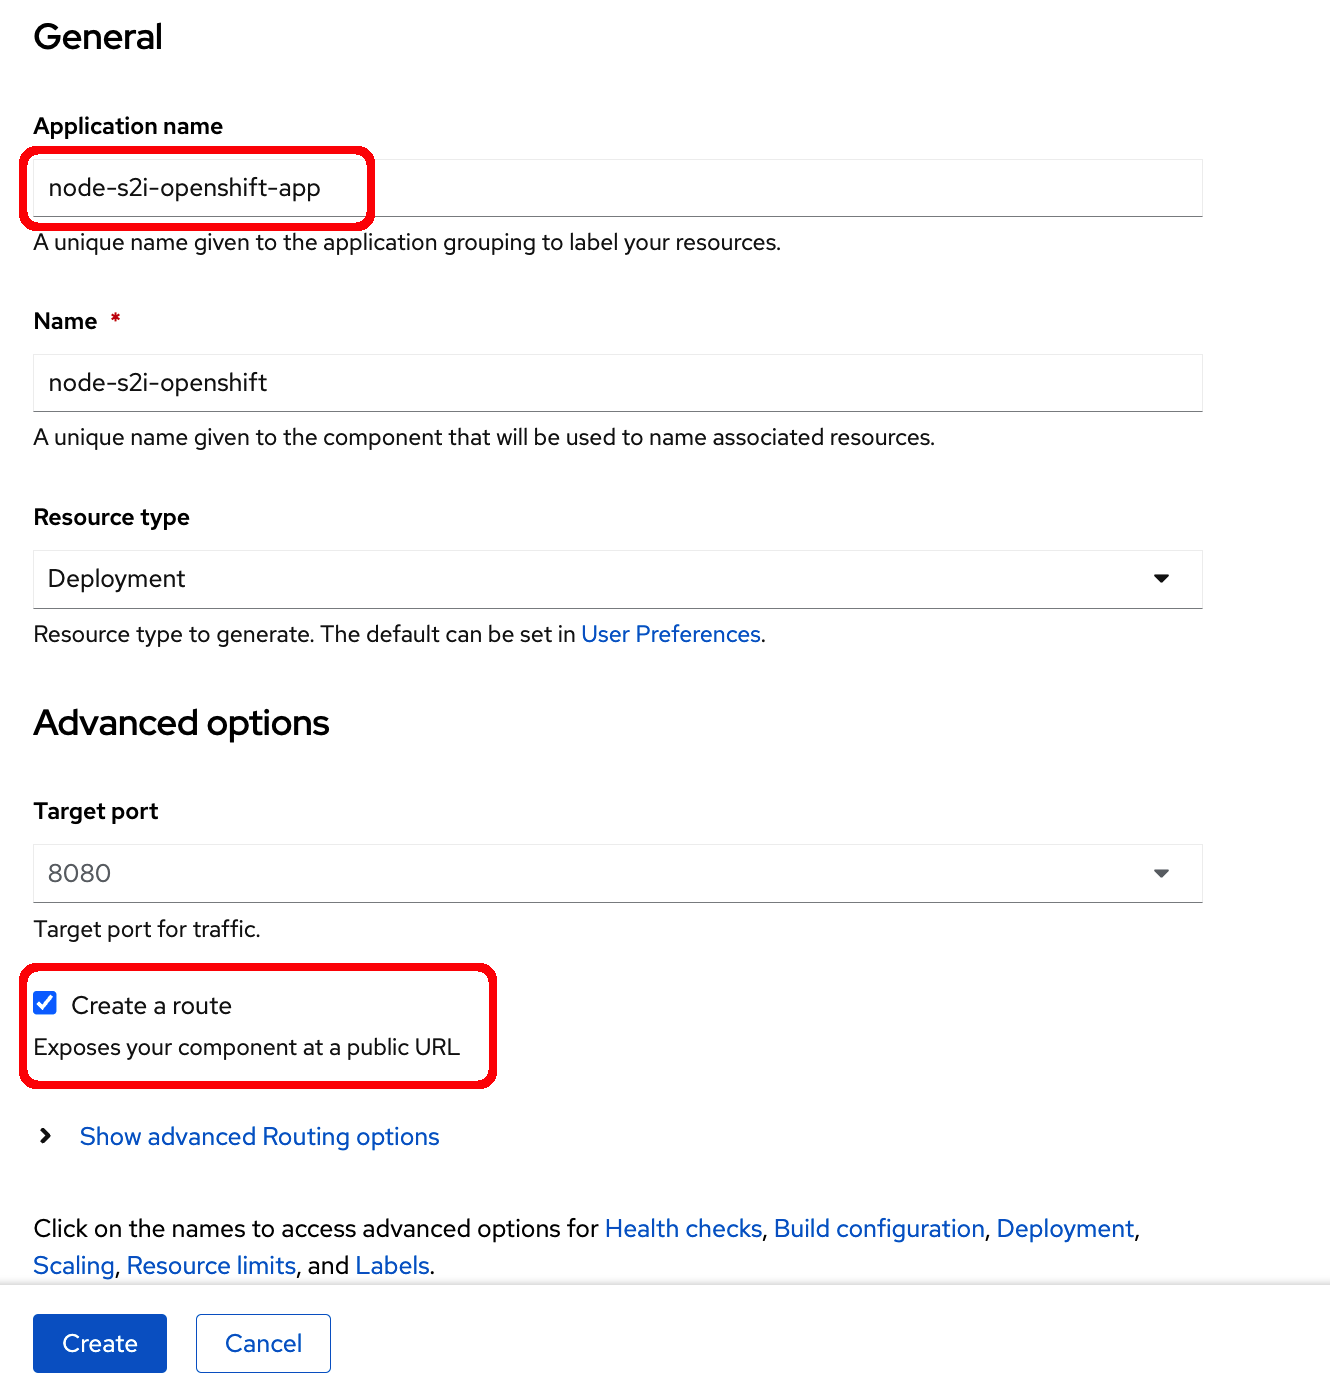 General
Application name
node-s2i-openshift-app
A unique name given to the application grouping to label your resources.
Name *
node-s2i-openshift
A unique name given to the component that will be used to name associated resources.
Resource type
Deployment
Resource type to generate. The default can be set in User Preferences.
Advanced options
Target port
8080
Target port for traffic.
Create a route
Exposes your component at a public URL
Show advanced Routing options
Click on the names to access advanced options for Health checks, Build configuration, Deployment,
Scaling, Resource limits, and Labels.
Create Cancel